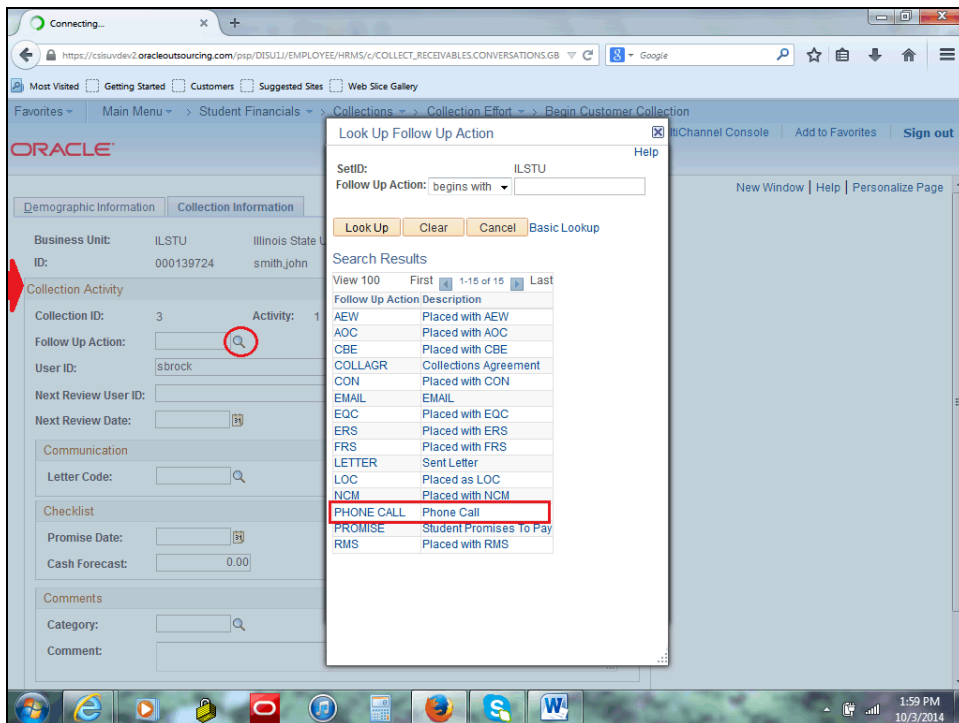 Connecting...
https://csisuvdev2.oracleoutsourcing.com/psp/DISU1J/EMPLOYEE/HRMS/c/COLLECT_RECEIVABLES.CONVERSATIONS.GB
Google
Most Visited Getting Started Customers Suggested Sites Web Slice Gallery
Favorites Main Menu > Student Financials > Collections > Collection Effort > Begin Customer Collection
ORACLE
ltiChannel Console Add to Favorites Sign out
New Window | Help | Personalize Page
Demographic Information Collection Information
Business Unit: ILSTU Illinois State U
ID: 000139724 smith,john
Collection Activity
Collection ID: 3 Activity: 1
Follow Up Action:
User ID: sbrock
Next Review User ID:
Next Review Date:
Communication
Letter Code:
Checklist
Promise Date:
Cash Forecast: 0.00
Comments
Category:
Comment:
Look Up Follow Up Action
Help
SetID: ILSTU
Follow Up Action: begins with
Look Up Clear Cancel Basic Lookup
Search Results
View 100 First 1-15 of 15 Last
Follow Up Action Description
AEW Placed with AEW
AOC Placed with AOC
CBE Placed with CBE
COLLAGR Collections Agreement
CON Placed with CON
EMAIL EMAIL
EQC Placed with EQC
ERS Placed with ERS
FRS Placed with FRS
LETTER Sent Letter
LOC Placed as LOC
NCM Placed with NCM
PHONE CALL Phone Call
PROMISE Student Promises To Pay
RMS Placed with RMS
1:59 PM
10/3/2014